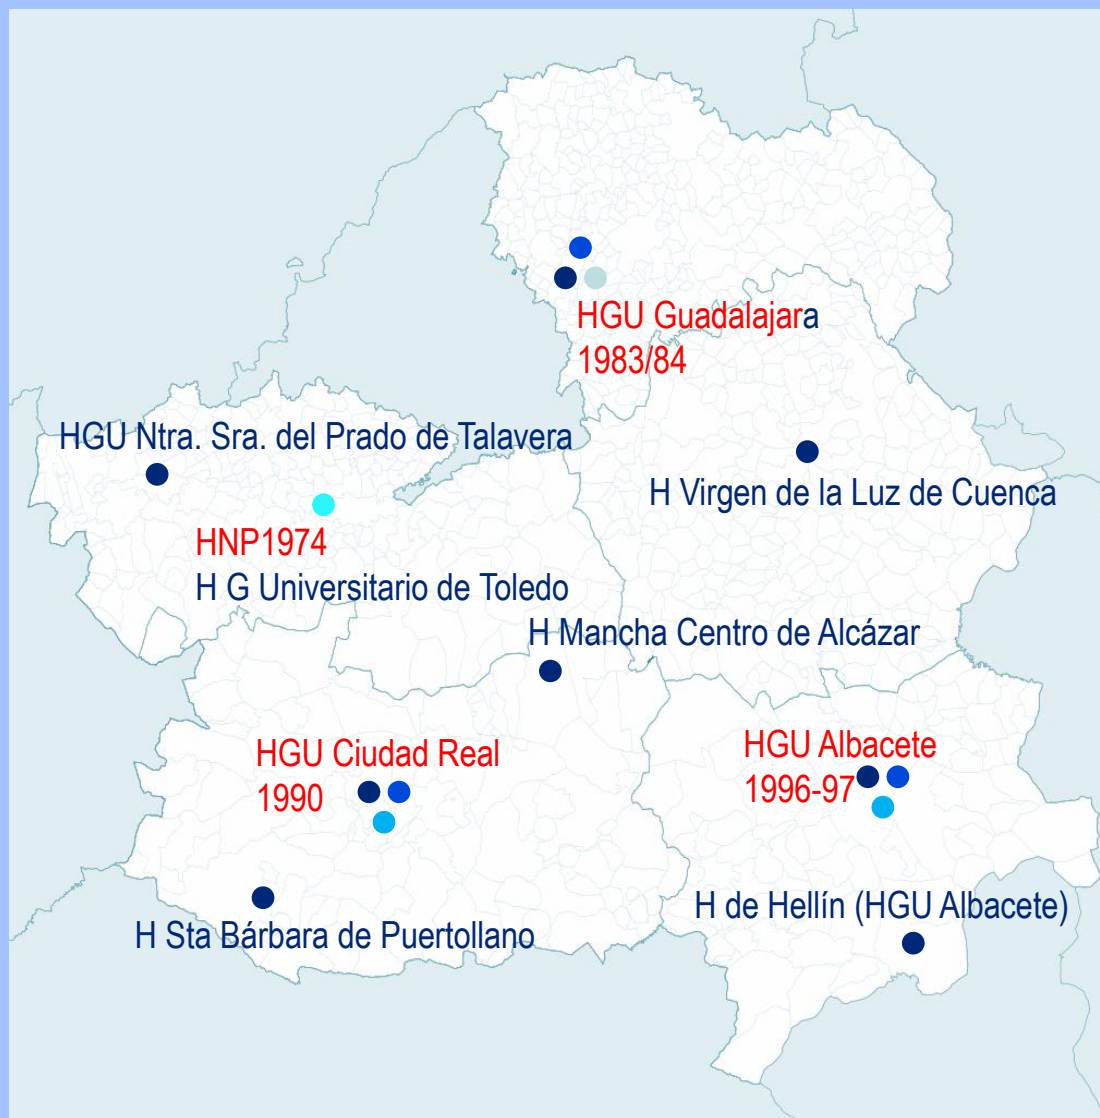 HGU Guadalajara
1983/84
HGU Ntra. Sra. del Prado de Talavera
H Virgen de la Luz de Cuenca
HNP1974
H G Universitario de Toledo
H Mancha Centro de Alcázar
HGU Ciudad Real
1990
HGU Albacete
1996-97
H de Hellín (HGU Albacete)
H Sta Bárbara de Puertollano